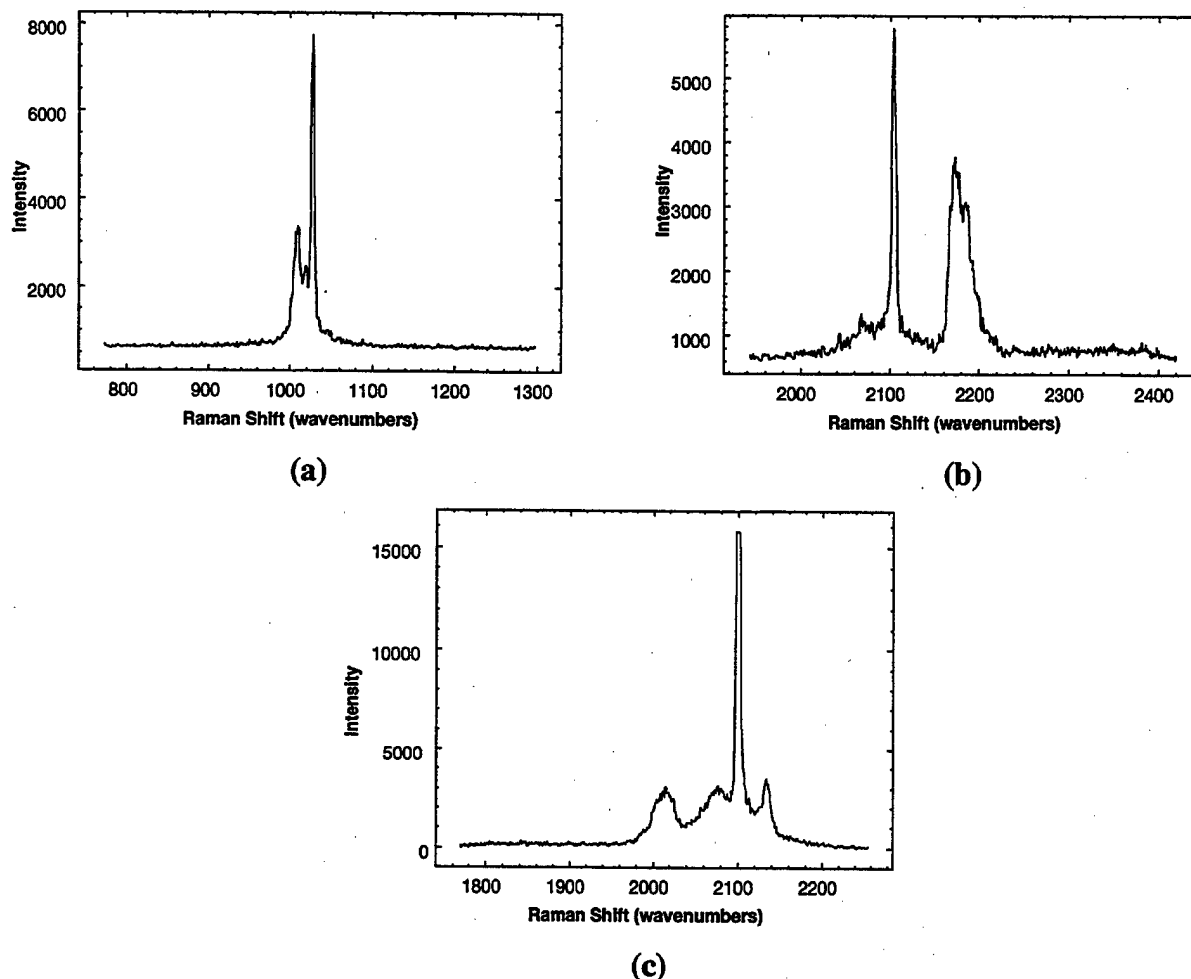 8000
6000
4000
2000
Intensity
800 900 1000 1100 1200 1300
Raman Shift (wavenumbers)
(a)
5000
4000
3000
2000
1000
Intensity
2000 2100 2200 2300 2400
Raman Shift (wavenumbers)
(b)
15000
10000
5000
0
Intensity
1800 1900 2000 2100 2200
Raman Shift (wavenumbers)
(c)